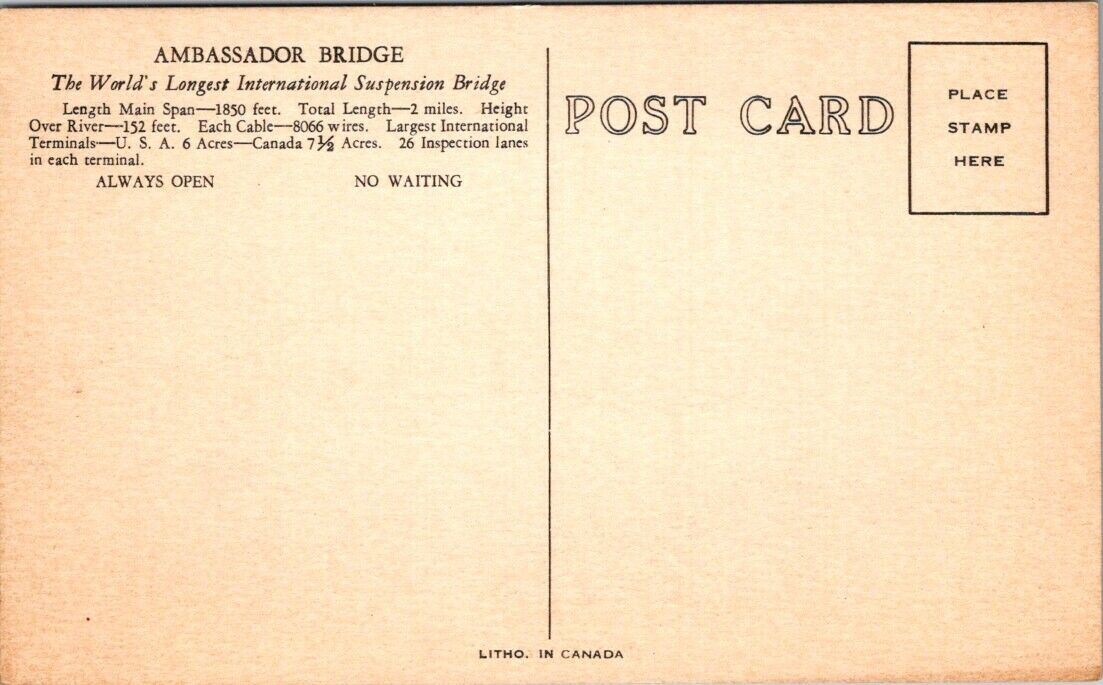 AMBASSADOR BRIDGE
The World's Longest International Suspension Bridge
Length Main Span—1850 feet. Total Length—2 miles. Height
Over River—152 feet. Each Cable—8066 wires. Largest International
Terminals—U. S. A. 6 Acres—Canada 7½ Acres. 26 Inspection lanes
in each terminal.
ALWAYS OPEN NO WAITING
POST CARD
PLACE
STAMP
HERE
LITHO. IN CANADA